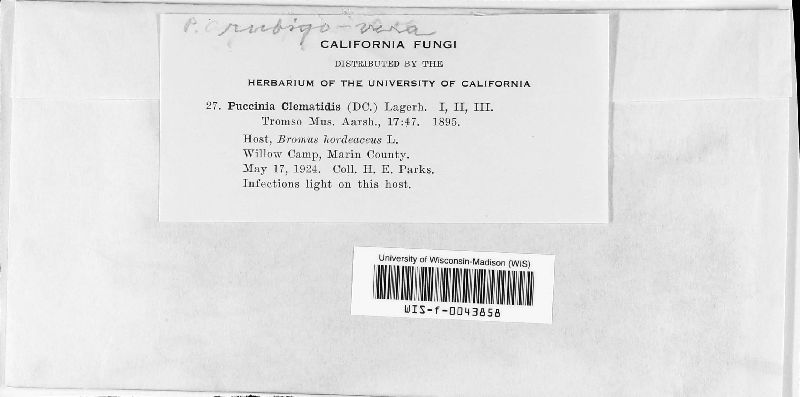 P. rubigo-vera
CALIFORNIA FUNGI
DISTRIBUTED BY THE
HERBARIUM OF THE UNIVERSITY OF CALIFORNIA
27. Puccinia Clematidis (DC.) Lagerh. I, II, III.
Tromso Mus. Aarsh., 17:47. 1895.
Host, Bromus hordeaceus L.
Willow Camp, Marin County.
May 17, 1924. Coll. H. E. Parks.
Infections light on this host.
University of Wisconsin-Madison (WIS)
WIS-f-0043858